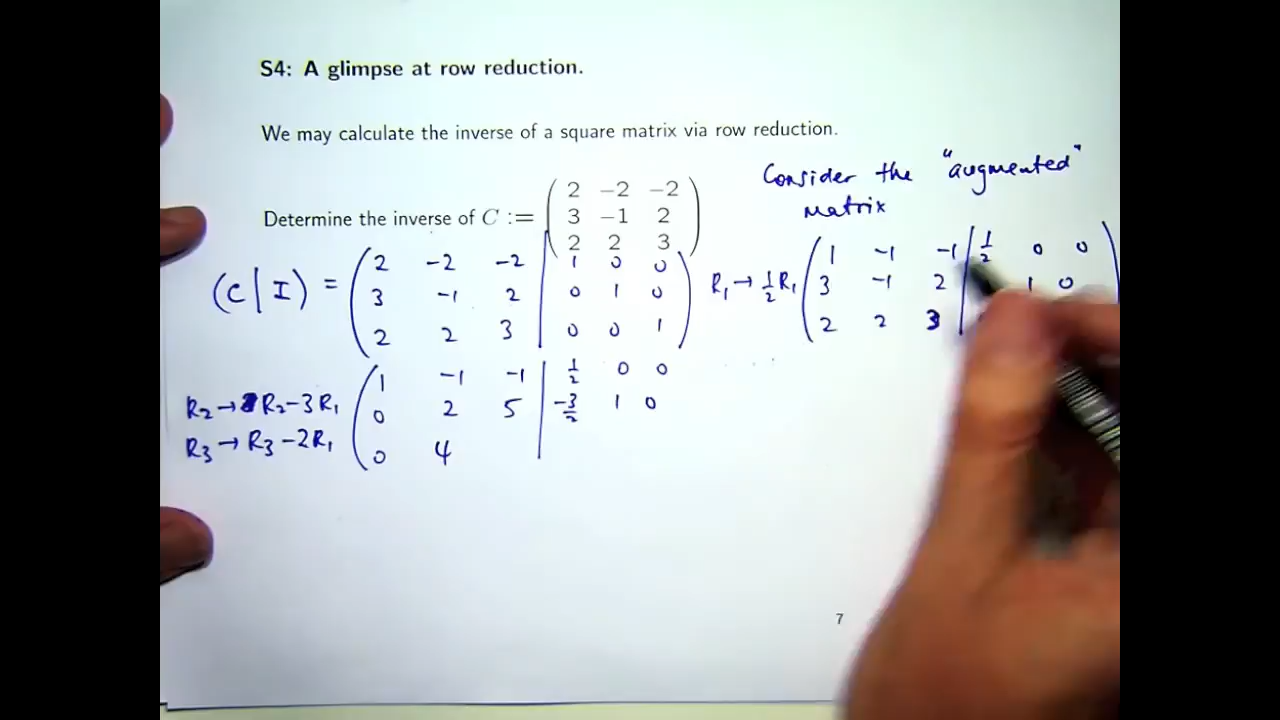 S4: A glimpse at row reduction.
We may calculate the inverse of a square matrix via row reduction.
Consider the "augmented"
matrix
Determine the inverse of C := ( 2 −2 −2
3 −1 2
2 2 3 )
(C | I) = ( 2 -2 -2 | 1 0 0
3 -1 2 | 0 1 0
2 2 3 | 0 0 1 )
R₁ → ½R₁ ( 1 -1 -1 | ½ 0 0
3 -1 2 | 1 0
2 2 3 |
( 1 -1 -1 | ½ 0 0
R₂ → R₂-3R₁ 0 2 5 | -3/2 1 0
R₃ → R₃-2R₁ 0 4
7